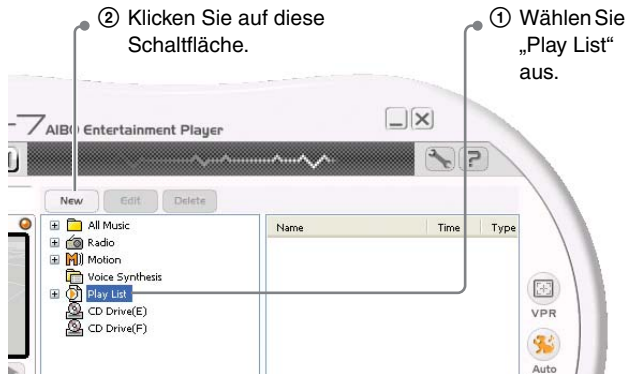 ② Klicken Sie auf diese
Schaltfläche.
① Wählen Sie
„Play List“
aus.
-7 AIBO Entertainment Player
New Edit Delete
All Music
Radio
Motion
Voice Synthesis
Play List
CD Drive(E)
CD Drive(F)
Name Time Type
VPR
Auto